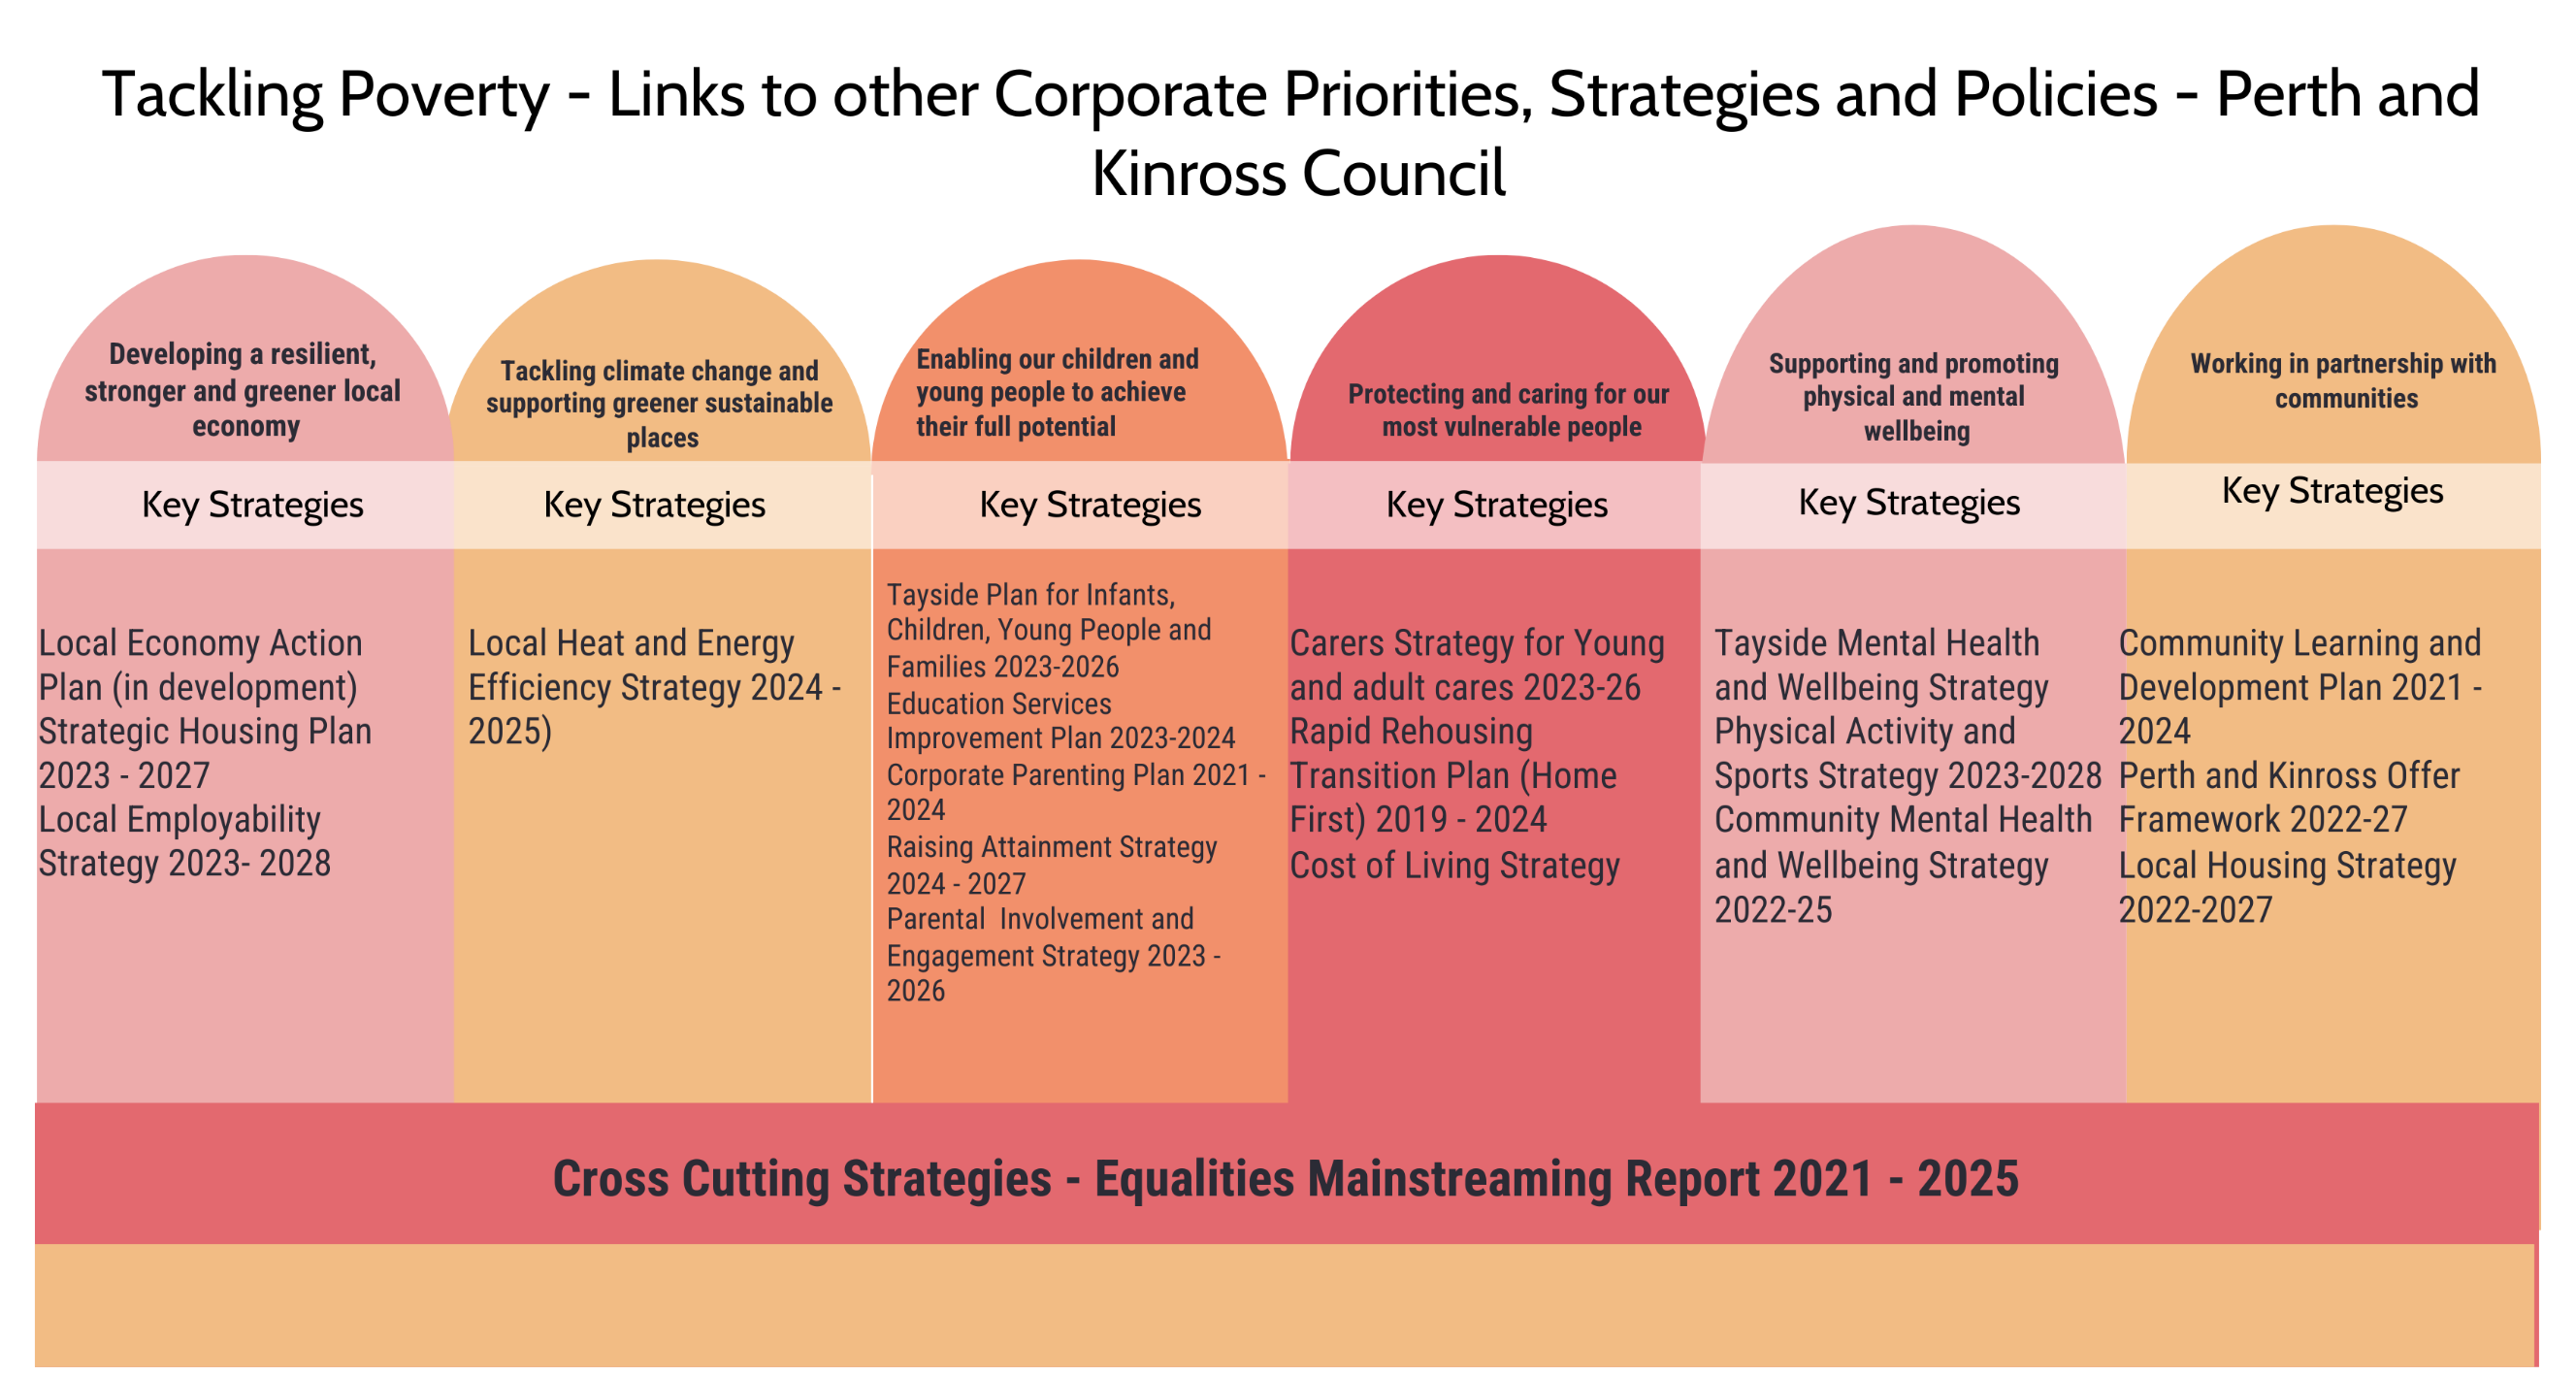 Tackling Poverty - Links to other Corporate Priorities, Strategies and Policies - Perth and
Kinross Council
Developing a resilient,
stronger and greener local
economy
Key Strategies
Local Economy Action
Plan (in development)
Strategic Housing Plan
2023 - 2027
Local Employability
Strategy 2023- 2028
Tackling climate change and
supporting greener sustainable
places
Key Strategies
Local Heat and Energy
Efficiency Strategy 2024 -
2025)
Enabling our children and
young people to achieve
their full potential
Key Strategies
Tayside Plan for Infants,
Children, Young People and
Families 2023-2026
Education Services
Improvement Plan 2023-2024
Corporate Parenting Plan 2021 -
2024
Raising Attainment Strategy
2024 - 2027
Parental  Involvement and
Engagement Strategy 2023 -
2026
Protecting and caring for our
most vulnerable people
Key Strategies
Carers Strategy for Young
and adult cares 2023-26
Rapid Rehousing
Transition Plan (Home
First) 2019 - 2024
Cost of Living Strategy
Supporting and promoting
physical and mental
wellbeing
Key Strategies
Tayside Mental Health
and Wellbeing Strategy
Physical Activity and
Sports Strategy 2023-2028
Community Mental Health
and Wellbeing Strategy
2022-25
Working in partnership with
communities
Key Strategies
Community Learning and
Development Plan 2021 -
2024
Perth and Kinross Offer
Framework 2022-27
Local Housing Strategy
2022-2027
Cross Cutting Strategies - Equalities Mainstreaming Report 2021 - 2025